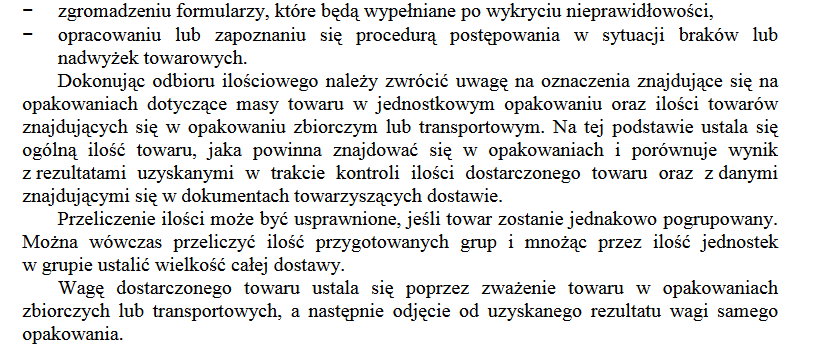 − zgromadzeniu formularzy, które będą wypełniane po wykryciu nieprawidłowości,
− opracowaniu lub zapoznaniu się procedurą postępowania w sytuacji braków lub
nadwyżek towarowych.
Dokonując odbioru ilościowego należy zwrócić uwagę na oznaczenia znajdujące się na
opakowaniach dotyczące masy towaru w jednostkowym opakowaniu oraz ilości towarów
znajdujących się w opakowaniu zbiorczym lub transportowym. Na tej podstawie ustala się
ogólną ilość towaru, jaka powinna znajdować się w opakowaniach i porównuje wynik
z rezultatami uzyskanymi w trakcie kontroli ilości dostarczonego towaru oraz z danymi
znajdującymi się w dokumentach towarzyszących dostawie.
Przeliczenie ilości może być usprawnione, jeśli towar zostanie jednakowo pogrupowany.
Można wówczas przeliczyć ilość przygotowanych grup i mnożąc przez ilość jednostek
w grupie ustalić wielkość całej dostawy.
Wagę dostarczonego towaru ustala się poprzez zważenie towaru w opakowaniach
zbiorczych lub transportowych, a następnie odjęcie od uzyskanego rezultatu wagi samego
opakowania.